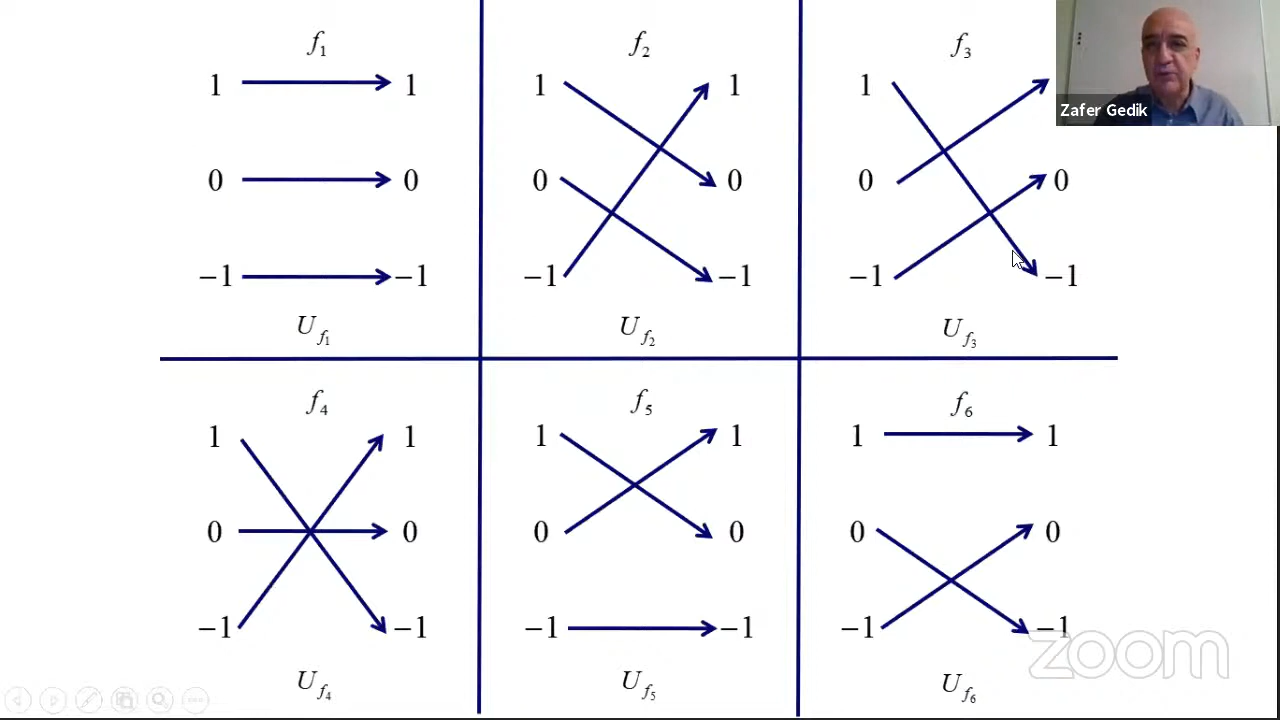 f1 f2 f3
1 1 1 1 1
Zafer Gedik
0 0 0 0 0 0
−1 −1 −1 1 −1 −1
Uf1 Uf2 Uf3
f4 f5 f6
1 1 1 1 1 1
0 0 0 0 0 0
−1 −1 −1 −1 −1 −1
zoom
Uf4 Uf5 Uf6